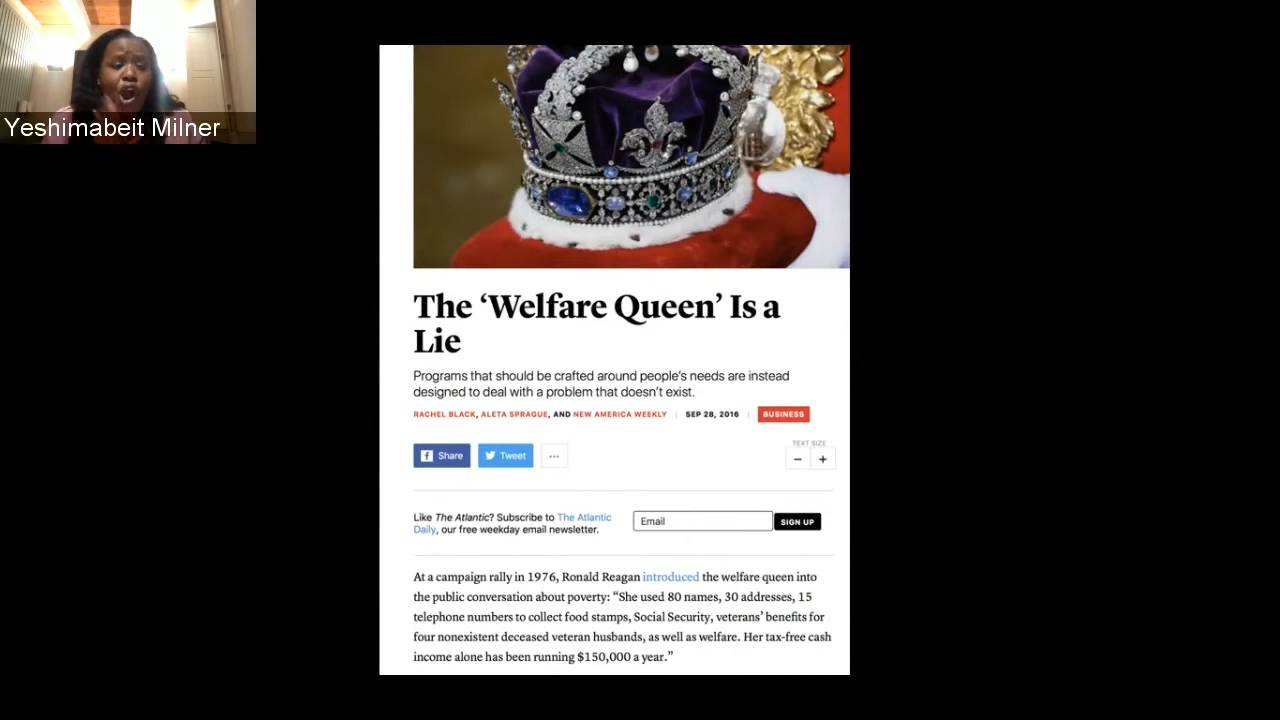 Yeshimabeit Milner
The ‘Welfare Queen’ Is a
Lie
Programs that should be crafted around people's needs are instead
designed to deal with a problem that doesn't exist.
RACHEL BLACK, ALETA SPRAGUE, AND NEW AMERICA WEEKLY | SEP 28, 2016 | BUSINESS
TEXT SIZE
Share Tweet ... − +
Like The Atlantic? Subscribe to The Atlantic
Daily, our free weekday email newsletter.
Email SIGN UP
At a campaign rally in 1976, Ronald Reagan introduced the welfare queen into
the public conversation about poverty: “She used 80 names, 30 addresses, 15
telephone numbers to collect food stamps, Social Security, veterans’ benefits for
four nonexistent deceased veteran husbands, as well as welfare. Her tax-free cash
income alone has been running $150,000 a year.”